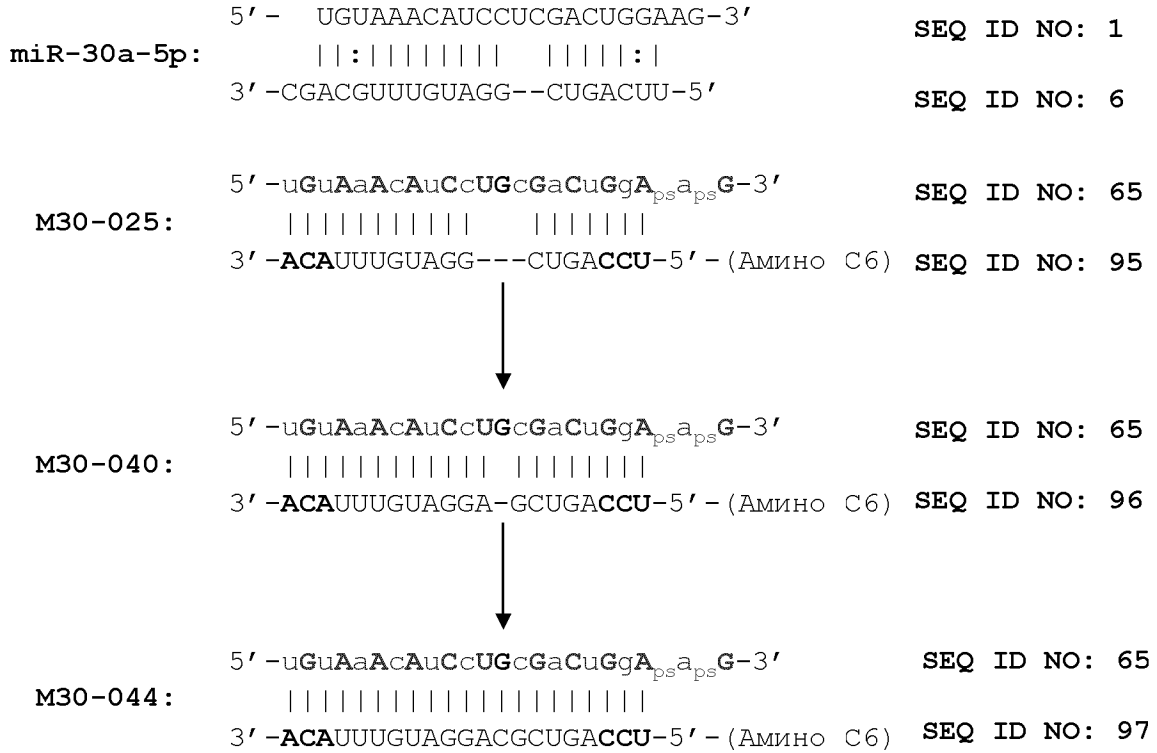 5'- UGUAAACAUCCUCGACUGGAAG-3' SEQ ID NO: 1
miR-30a-5p: ||:|||||||| |||||:|
3'-CGACGUUUGUAGG--CUGACUU-5' SEQ ID NO: 6
5'-uGuAaAcAuCcUGcGaCuGgApsapsG-3' SEQ ID NO: 65
M30-025: ||||||||||| |||||||
3'-ACAUUUGUAGG---CUGACCU-5'-(Амино C6) SEQ ID NO: 95
5'-uGuAaAcAuCcUGcGaCuGgApsapsG-3' SEQ ID NO: 65
M30-040: |||||||||||| ||||||||
3'-ACAUUUGUAGGA-GCUGACCU-5'-(Амино C6) SEQ ID NO: 96
5'-uGuAaAcAuCcUGcGaCuGgApsapsG-3' SEQ ID NO: 65
M30-044: |||||||||||||||||||||
3'-ACAUUUGUAGGACGCUGACCU-5'-(Амино C6) SEQ ID NO: 97